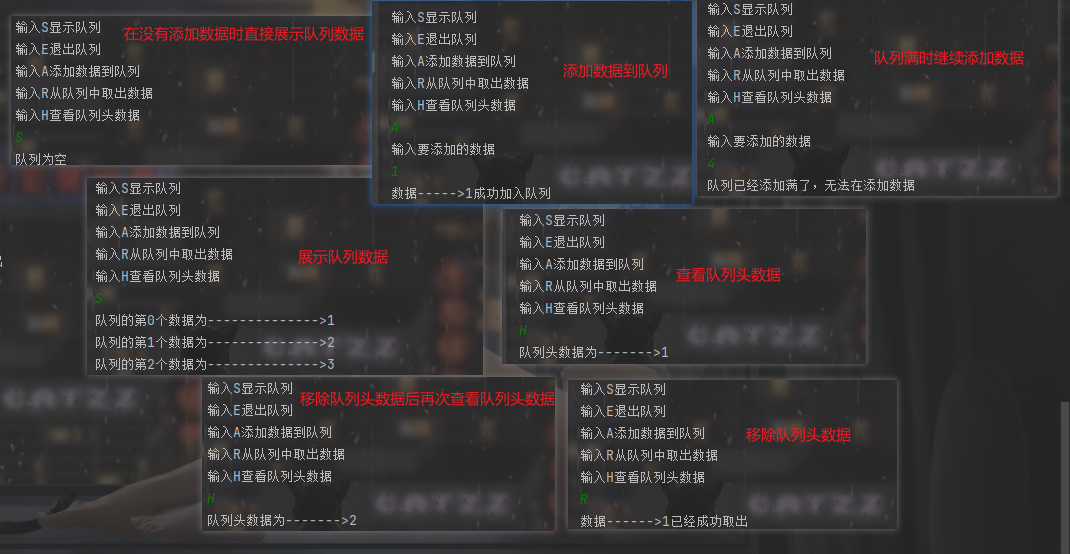 输入S显示队列
在没有添加数据时直接展示队列数据
输入E退出队列
输入A添加数据到队列
输入R从队列中取出数据
输入H查看队列头数据
S
队列为空
输入S显示队列
输入E退出队列
输入A添加数据到队列
添加数据到队列
输入R从队列中取出数据
输入H查看队列头数据
A
输入要添加的数据
1
数据----->1成功加入队列
输入S显示队列
输入E退出队列
输入A添加数据到队列
队列满时继续添加数据
输入R从队列中取出数据
输入H查看队列头数据
A
输入要添加的数据
4
队列已经添加满了，无法在添加数据
输入S显示队列
输入E退出队列
输入A添加数据到队列
输入R从队列中取出数据
展示队列数据
输入H查看队列头数据
S
队列的第0个数据为-------------->1
队列的第1个数据为-------------->2
队列的第2个数据为-------------->3
输入S显示队列
输入E退出队列
输入A添加数据到队列
查看队列头数据
输入R从队列中取出数据
输入H查看队列头数据
H
队列头数据为------->1
输入S显示队列
移除队列头数据后再次查看队列头数据
输入E退出队列
输入A添加数据到队列
输入R从队列中取出数据
输入H查看队列头数据
H
队列头数据为------->2
输入S显示队列
输入E退出队列
输入A添加数据到队列
移除队列头数据
输入R从队列中取出数据
输入H查看队列头数据
R
数据------>1已经成功取出
CATZZ
CATZZ
CATZZ
CATZZ
CATZZ
CATZZ